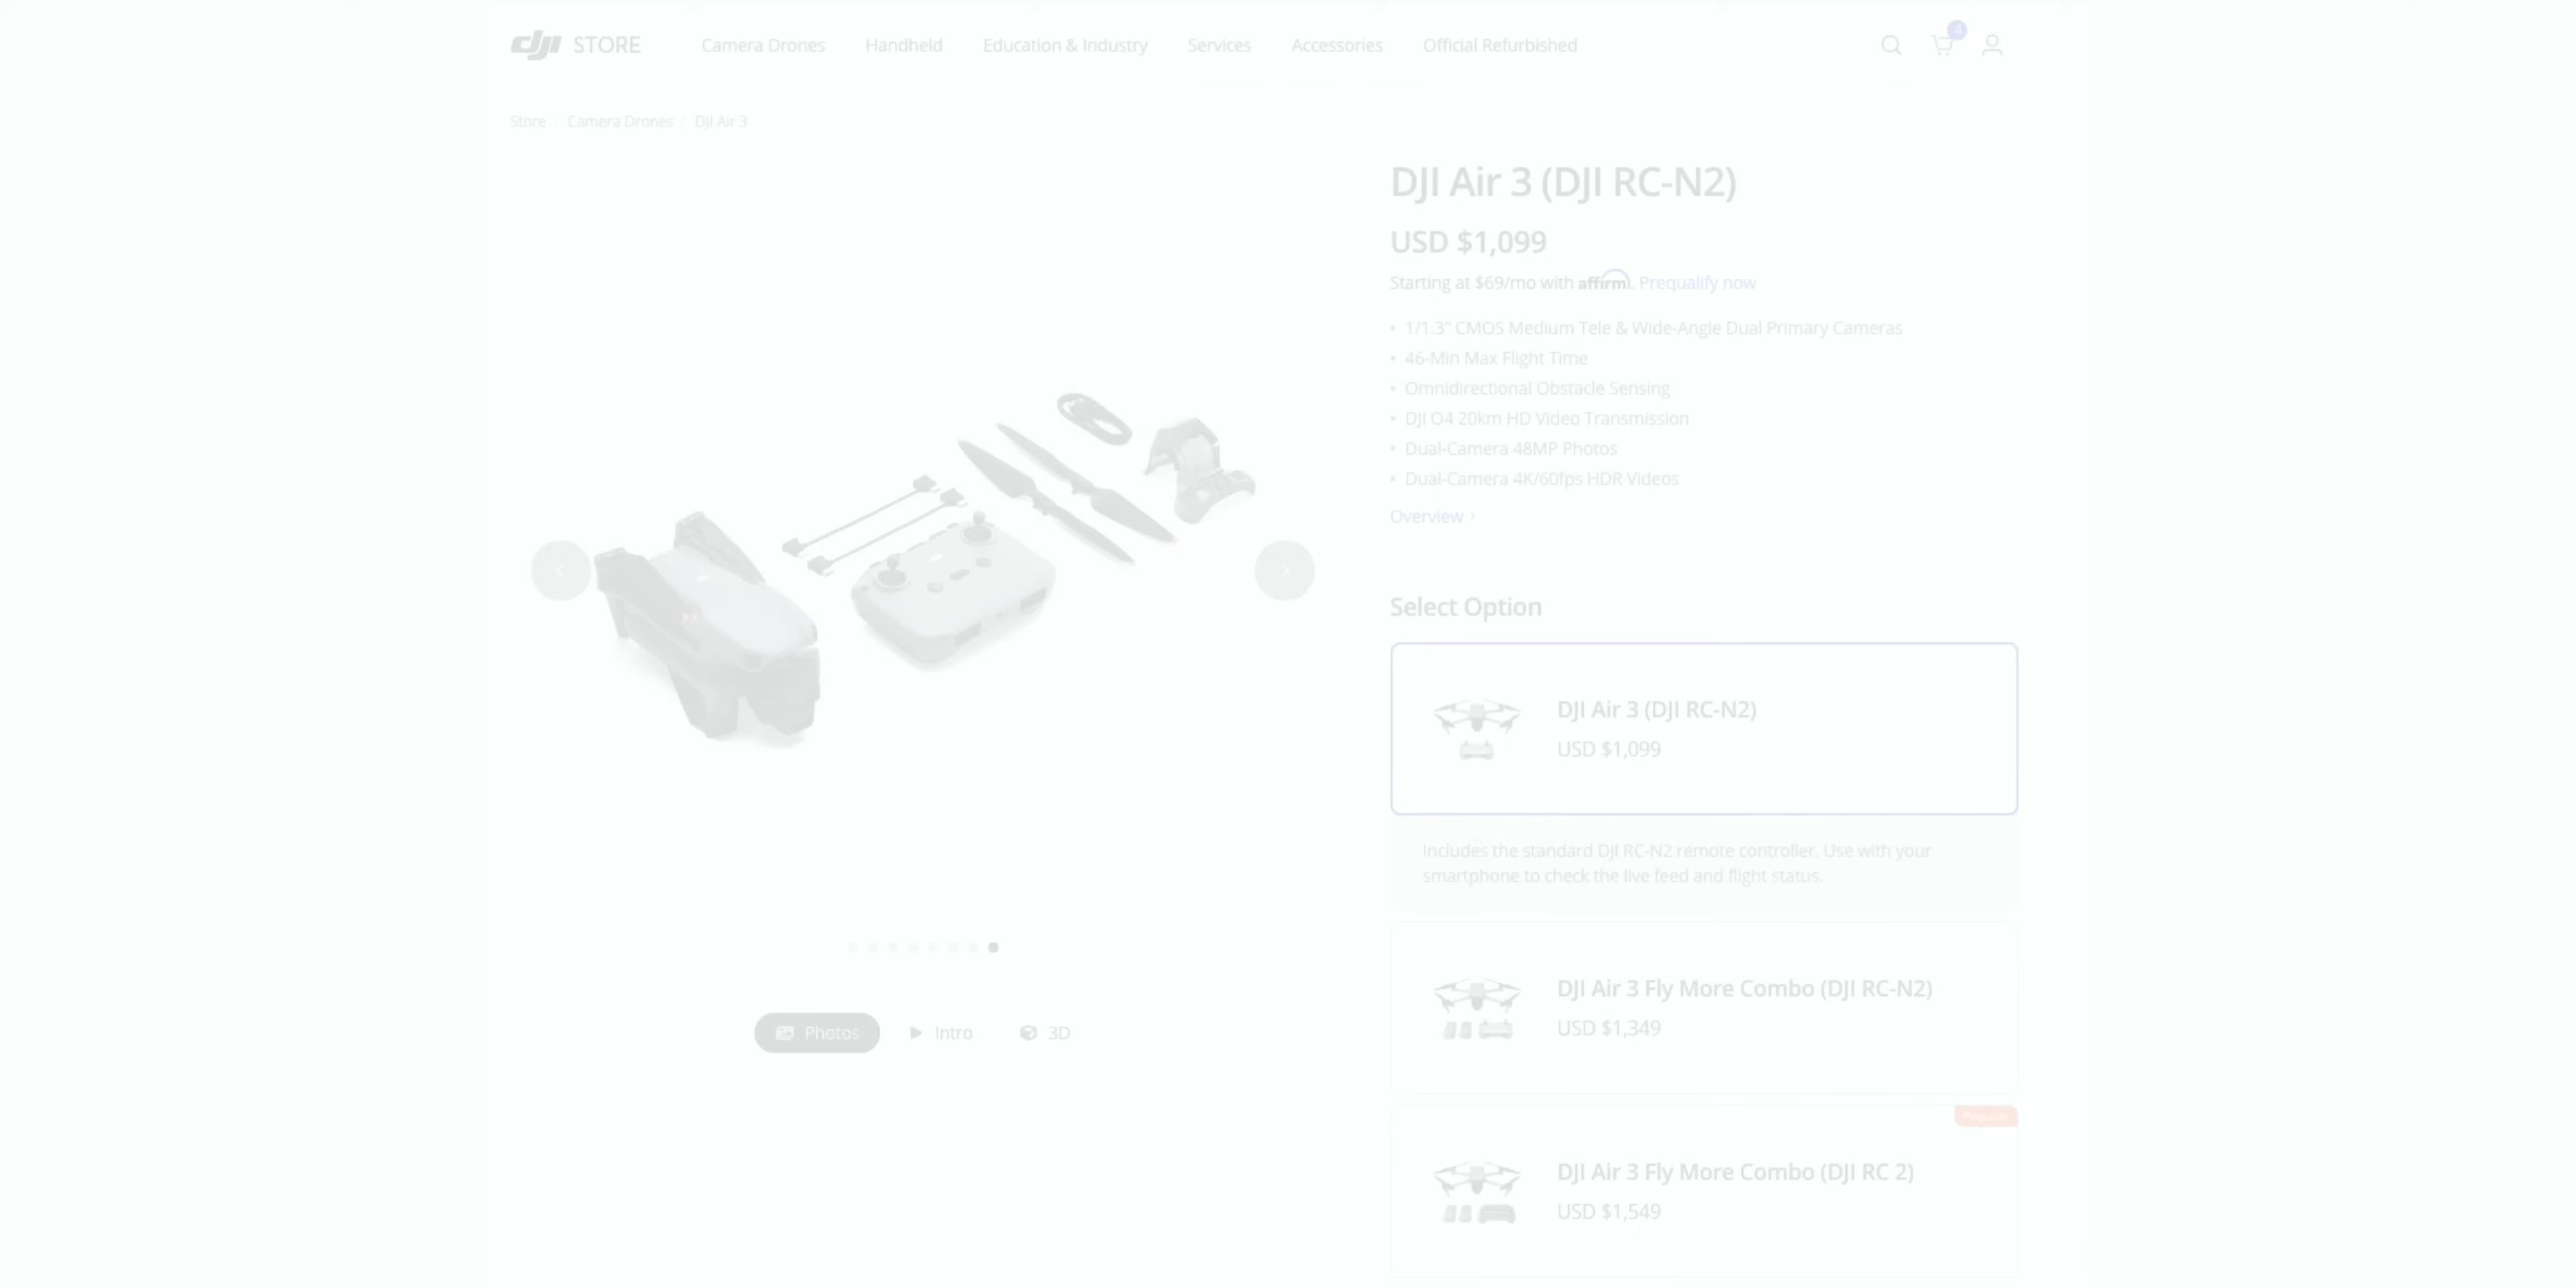 dji STORE
Camera Drones
Handheld
Education & Industry
Services
Accessories
Official Refurbished
Store / Camera Drones / DJI Air 3
DJI Air 3 (DJI RC-N2)
USD $1,099
Starting at $69/mo with affirm. Prequalify now
• 1/1.3" CMOS Medium Tele & Wide-Angle Dual Primary Cameras
• 46-Min Max Flight Time
• Omnidirectional Obstacle Sensing
• DJI O4 20km HD Video Transmission
• Dual-Camera 48MP Photos
• Dual-Camera 4K/60fps HDR Videos
Overview >
Select Option
DJI Air 3 (DJI RC-N2)
USD $1,099
Includes the standard DJI RC-N2 remote controller. Use with your
smartphone to check the live feed and flight status.
DJI Air 3 Fly More Combo (DJI RC-N2)
USD $1,349
Popular
DJI Air 3 Fly More Combo (DJI RC 2)
USD $1,549
Photos
Intro
3D